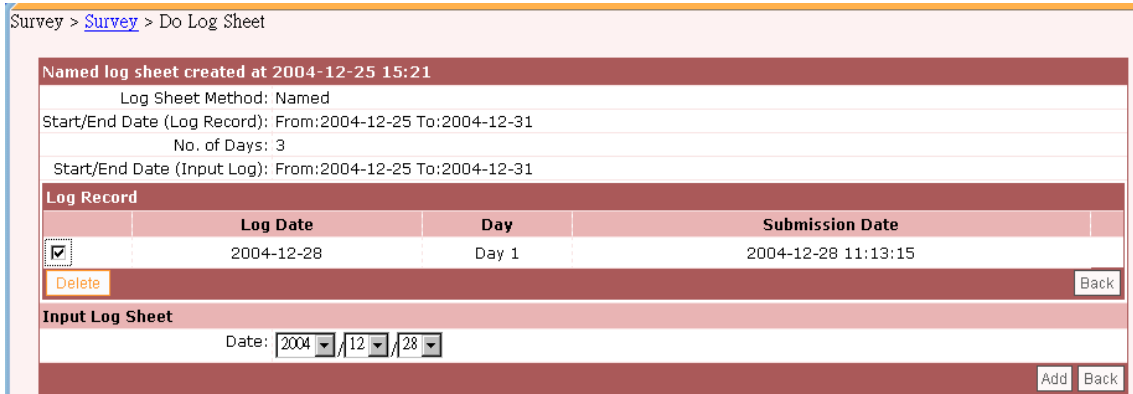 Survey > Survey > Do Log Sheet
Named log sheet created at 2004-12-25 15:21
Log Sheet Method: Named
Start/End Date (Log Record): From:2004-12-25 To:2004-12-31
No. of Days: 3
Start/End Date (Input Log): From:2004-12-25 To:2004-12-31
Log Record
Log Date Day Submission Date
2004-12-28 Day 1 2004-12-28 11:13:15
Delete Back
Input Log Sheet
Date: 2004 / 12 / 28
Add Back